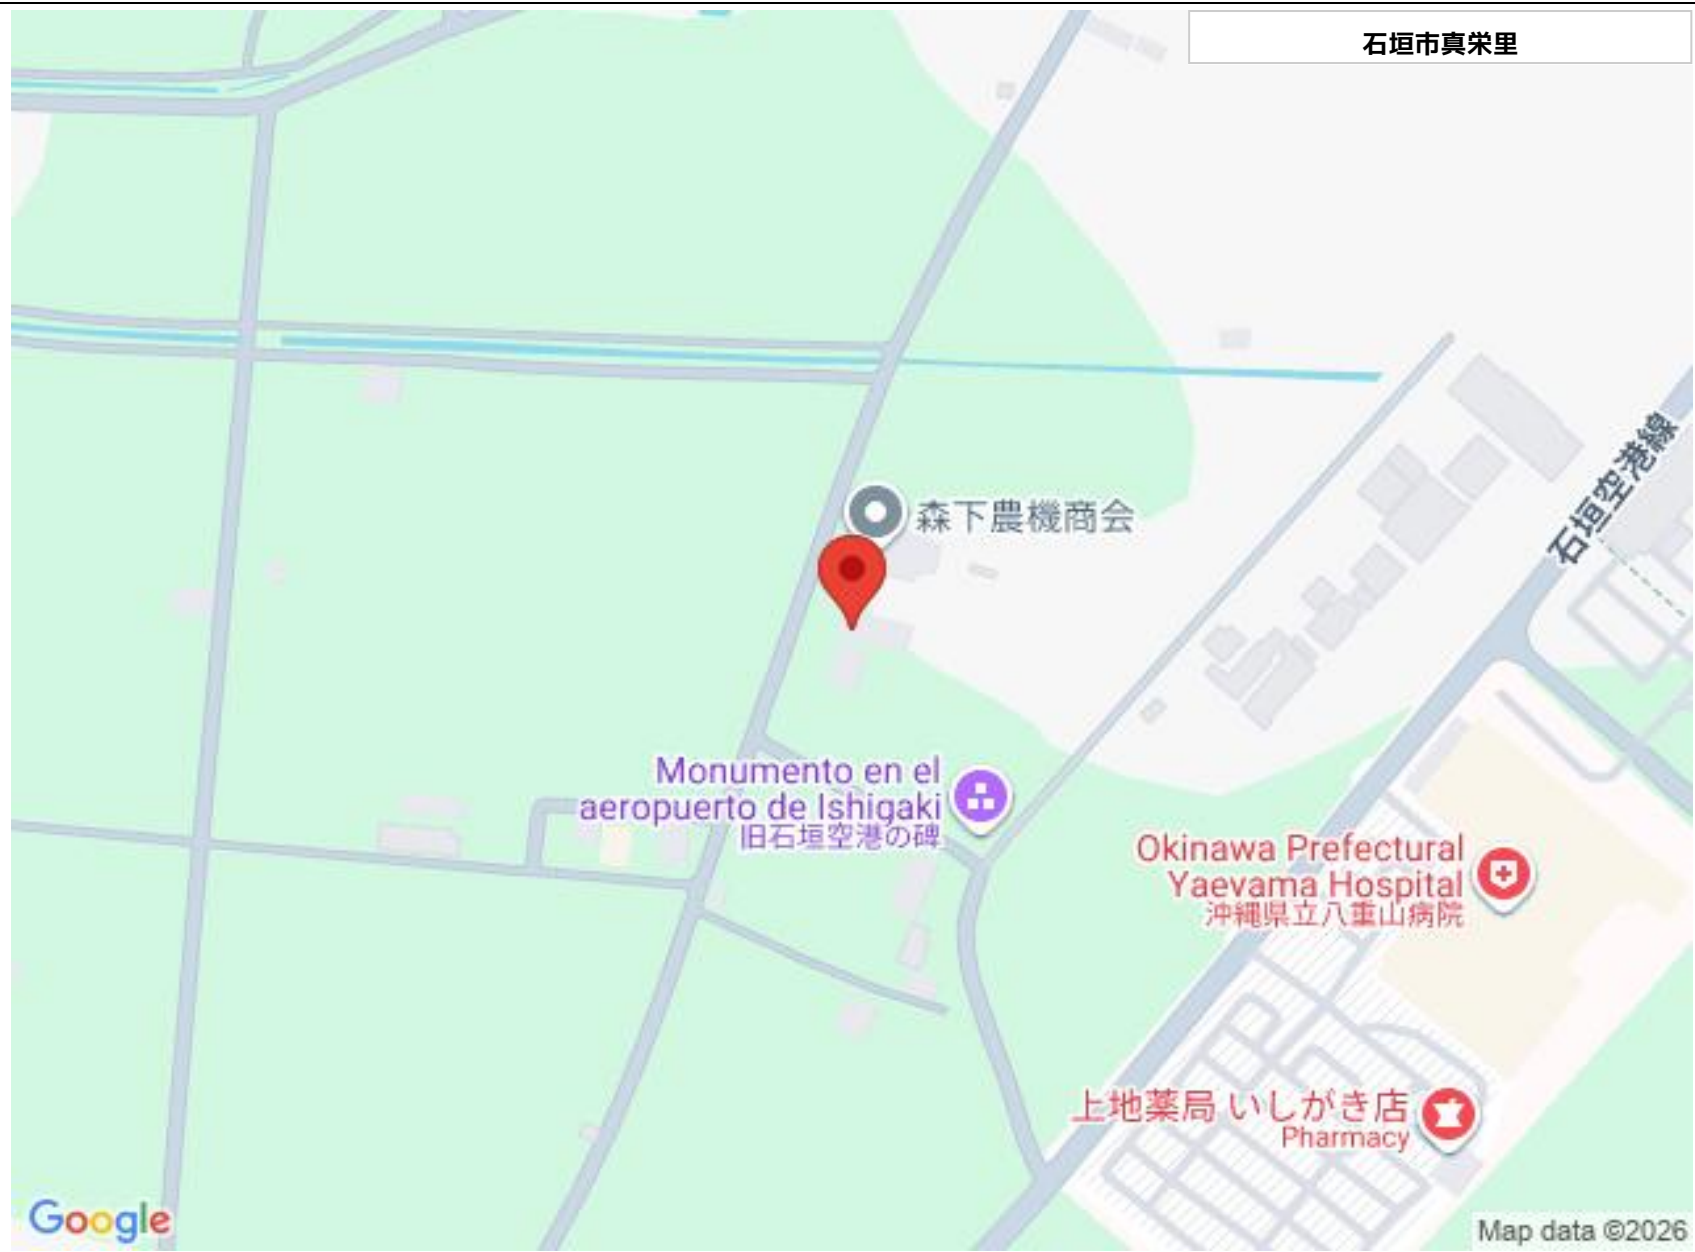 石垣市真栄里
石垣空港線
森下農機商会
Monumento en el
aeropuerto de Ishigaki
旧石垣空港の碑
Okinawa Prefectural
Yaeyama Hospital
沖縄県立八重山病院
上地薬局 いしがき店
Pharmacy
Google
Map data ©2026